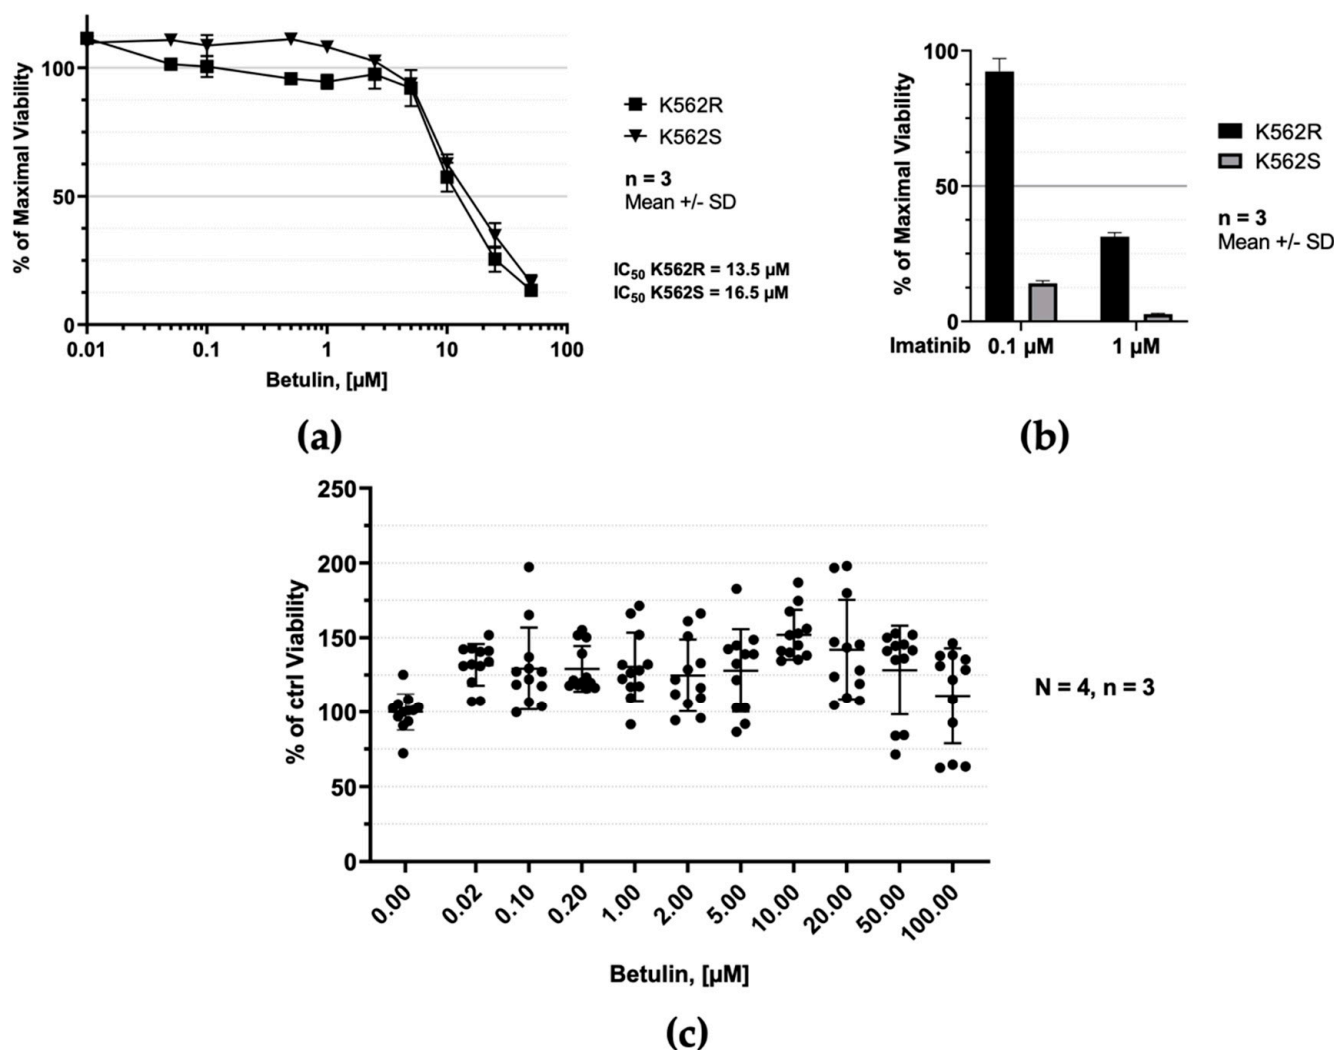 100
50
0
% of Maximal Viability
0.01
0.1
1
10
100
Betulin, [µM]
K562R
K562S
n = 3
Mean +/- SD
IC50 K562R = 13.5 µM
IC50 K562S = 16.5 µM
(a)
100
50
0
% of Maximal Viability
Imatinib
0.1 µM
1 µM
K562R
K562S
n = 3
Mean +/- SD
(b)
250
200
150
100
50
0
% of ctrl Viability
0.00
0.02
0.10
0.20
1.00
2.00
5.00
10.00
20.00
50.00
100.00
Betulin, [µM]
N = 4, n = 3
(c)